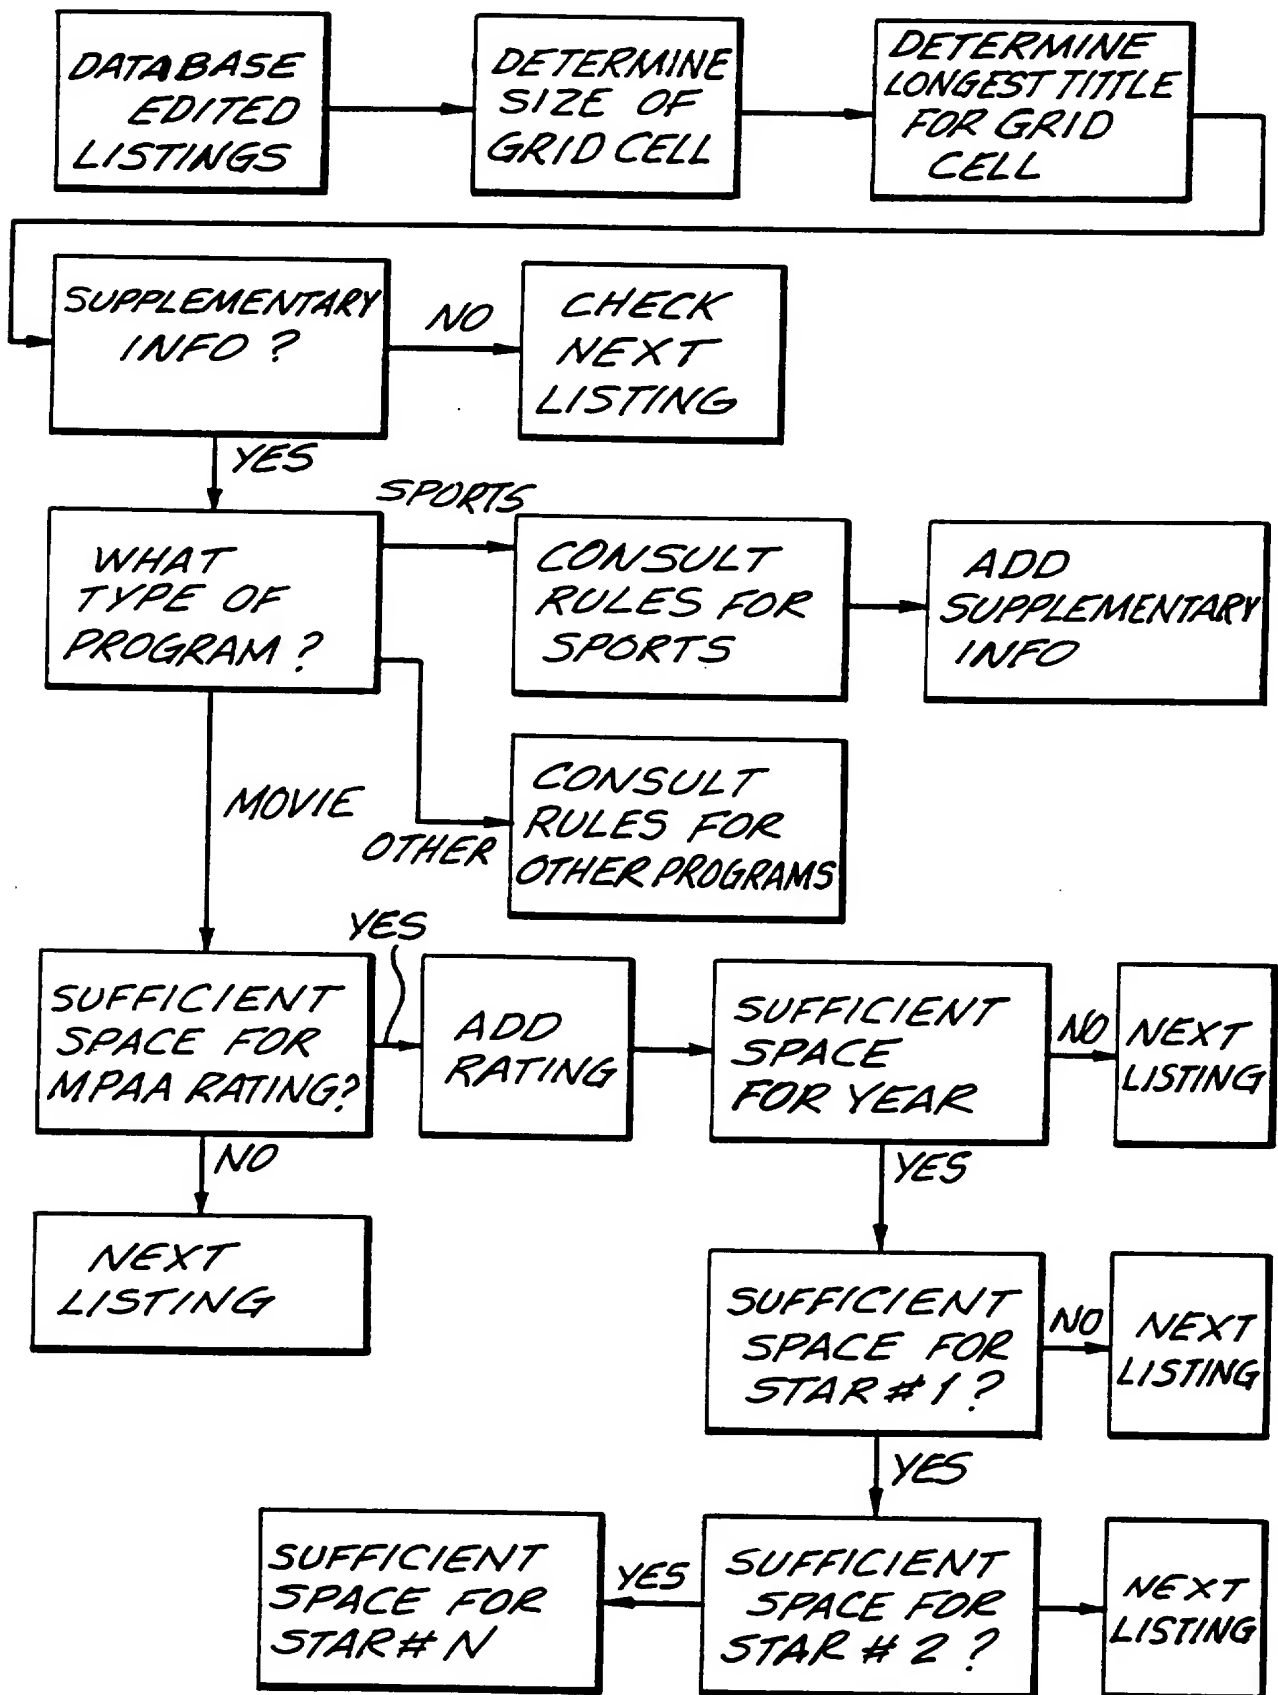 DATABASE
EDITED
LISTINGS
DETERMINE
SIZE OF
GRID CELL
DETERMINE
LONGEST TITTLE
FOR GRID
CELL
SUPPLEMENTARY
INFO ?
NO
CHECK
NEXT
LISTING
YES
WHAT
TYPE OF
PROGRAM ?
SPORTS
CONSULT
RULES FOR
SPORTS
ADD
SUPPLEMENTARY
INFO
MOVIE
OTHER
CONSULT
RULES FOR
OTHER PROGRAMS
SUFFICIENT
SPACE FOR
MPAA RATING?
YES
ADD
RATING
SUFFICIENT
SPACE
FOR YEAR
NO
NEXT
LISTING
NO
NEXT
LISTING
YES
SUFFICIENT
SPACE FOR
STAR # 1 ?
NO
NEXT
LISTING
YES
SUFFICIENT
SPACE FOR
STAR # 2 ?
NEXT
LISTING
YES
SUFFICIENT
SPACE FOR
STAR # N